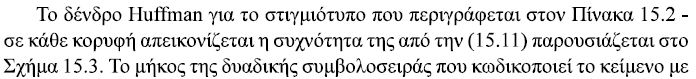 Το δένδρο Huffman για το στιγμιότυπο που περιγράφεται στον Πίνακα 15.2 -
σε κάθε κορυφή απεικονίζεται η συχνότητα της από την (15.11) παρουσιάζεται στο
Σχήμα 15.3. Το μήκος της δυαδικής συμβολοσειράς που κωδικοποιεί το κείμενο με